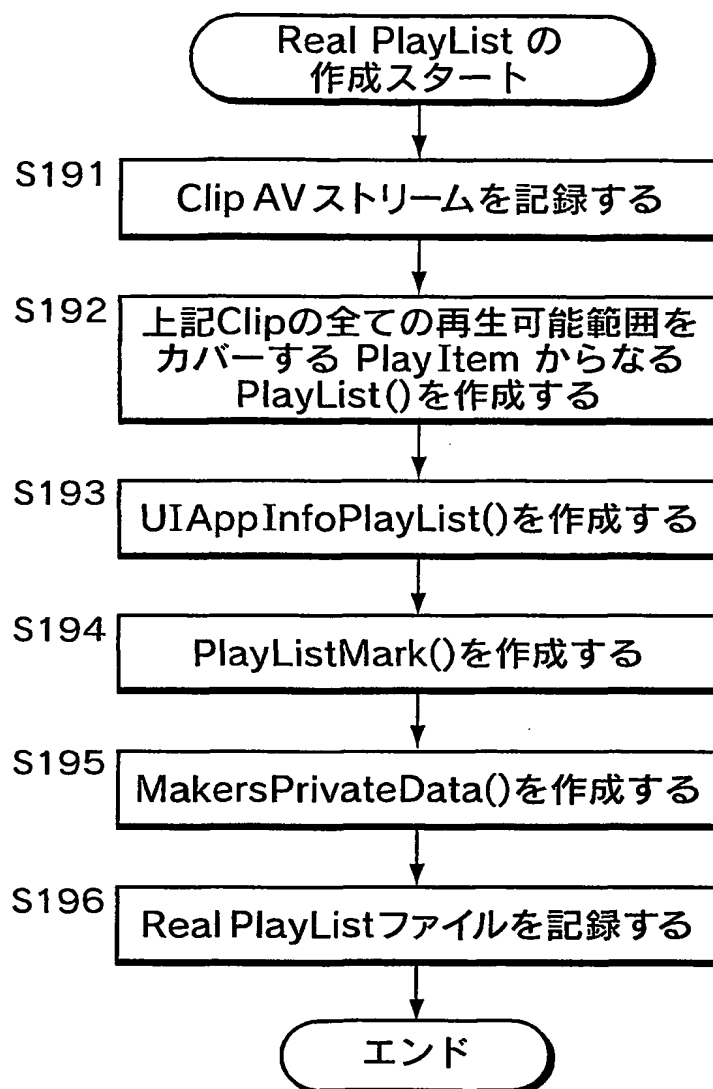 Real PlayList の
作成スタート
S191
Clip AVストリームを記録する
S192
上記Clipの全ての再生可能範囲を
カバーする PlayItem からなる
PlayList()を作成する
S193
UIAppInfoPlayList()を作成する
S194
PlayListMark()を作成する
S195
MakersPrivateData()を作成する
S196
Real PlayListファイルを記録する
エンド